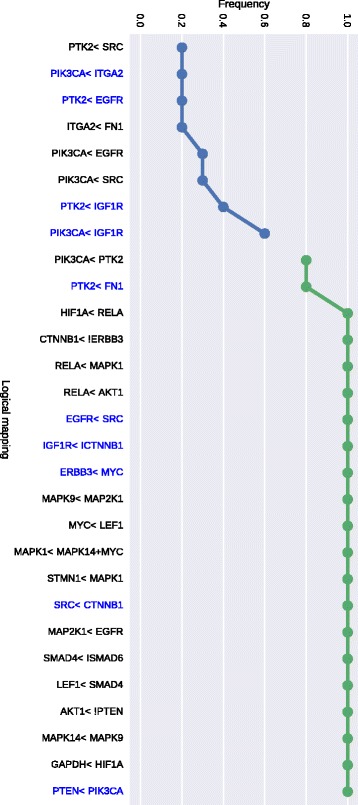 Frequency
0.0 0.2 0.4 0.6 0.8 1.0
PTK2< SRC
PIK3CA< ITGA2
PTK2< EGFR
ITGA2< FN1
PIK3CA< EGFR
PIK3CA< SRC
PTK2< IGF1R
PIK3CA< IGF1R
PIK3CA< PTK2
PTK2< FN1
HIF1A< RELA
CTNNB1< !ERBB3
RELA< MAPK1
RELA< AKT1
EGFR< SRC
IGF1R< !CTNNB1
ERBB3< MYC
MAPK9< MAP2K1
MYC< LEF1
MAPK1< MAPK14+MYC
STMN1< MAPK1
SRC< CTNNB1
MAP2K1< EGFR
SMAD4< !SMAD6
LEF1< SMAD4
AKT1< !PTEN
MAPK14< MAPK9
GAPDH< HIF1A
PTEN< PIK3CA
Logical mapping